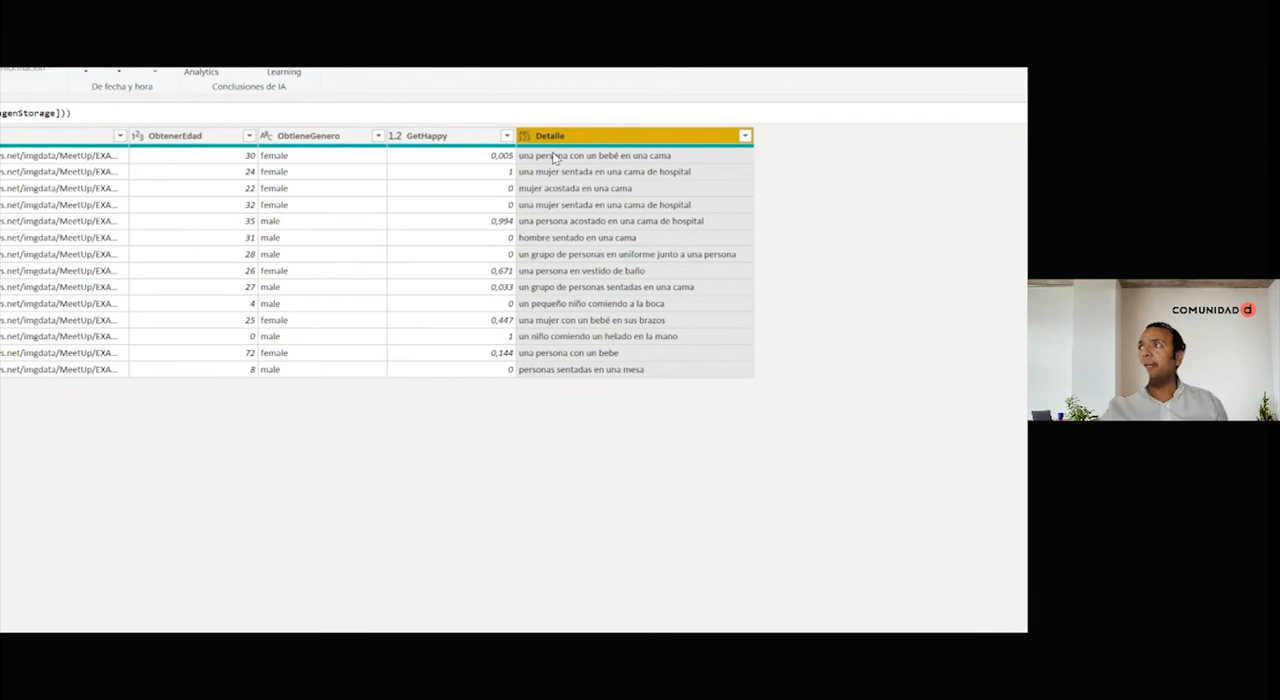 Analytics Learning
De fecha y hora Conclusiones de IA
genStorage]))
1²3 ObtenerEdad ABC ObtieneGenero 1.2 GetHappy ABC 123 Detalle
s.net/imgdata/MeetUp/EXA... 30 female 0,005 una persona con un bebé en una cama
s.net/imgdata/MeetUp/EXA... 24 female 1 una mujer sentada en una cama de hospital
s.net/imgdata/MeetUp/EXA... 22 female 0 mujer acostada en una cama
s.net/imgdata/MeetUp/EXA... 32 female 0 una mujer sentada en una cama de hospital
s.net/imgdata/MeetUp/EXA... 35 male 0,994 una persona acostado en una cama de hospital
s.net/imgdata/MeetUp/EXA... 31 male 0 hombre sentado en una cama
s.net/imgdata/MeetUp/EXA... 28 male 0 un grupo de personas en uniforme junto a una persona
s.net/imgdata/MeetUp/EXA... 26 female 0,671 una persona en vestido de baño
s.net/imgdata/MeetUp/EXA... 27 male 0,033 un grupo de personas sentadas en una cama
s.net/imgdata/MeetUp/EXA... 4 male 0 un pequeño niño comiendo a la boca
s.net/imgdata/MeetUp/EXA... 25 female 0,447 una mujer con un bebé en sus brazos
s.net/imgdata/MeetUp/EXA... 0 male 1 un niño comiendo un helado en la mano
s.net/imgdata/MeetUp/EXA... 72 female 0,144 una persona con un bebe
s.net/imgdata/MeetUp/EXA... 8 male 0 personas sentadas en una mesa
COMUNIDAD d